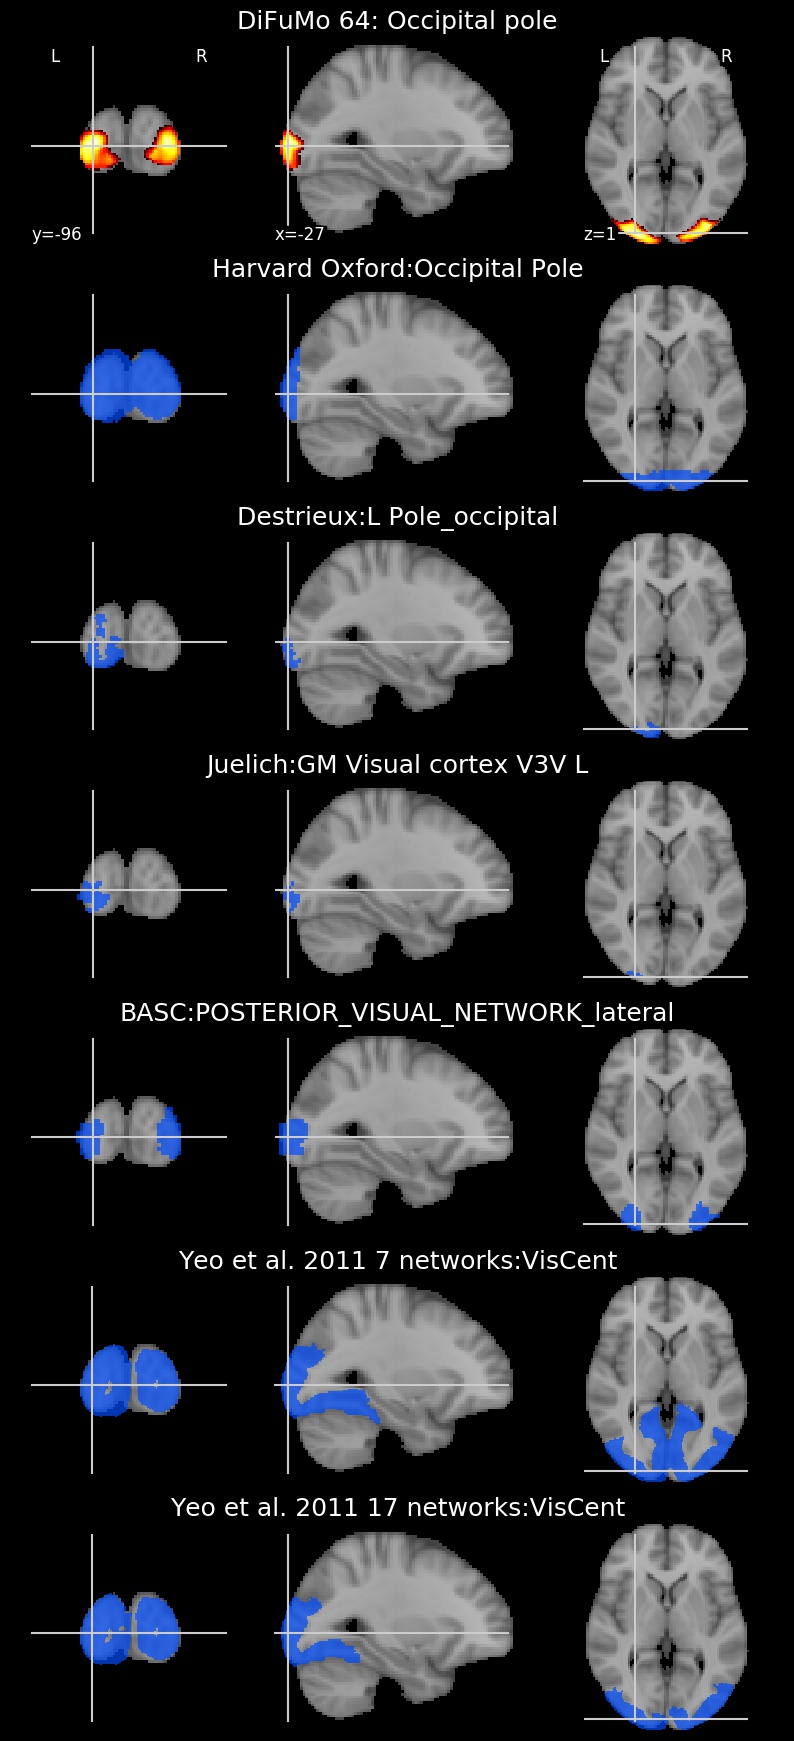 DiFuMo 64: Occipital pole
L R L R
y=-96 x=-27 z=1
Harvard Oxford:Occipital Pole
Destrieux:L Pole_occipital
Juelich:GM Visual cortex V3V L
BASC:POSTERIOR_VISUAL_NETWORK_lateral
Yeo et al. 2011 7 networks:VisCent
Yeo et al. 2011 17 networks:VisCent